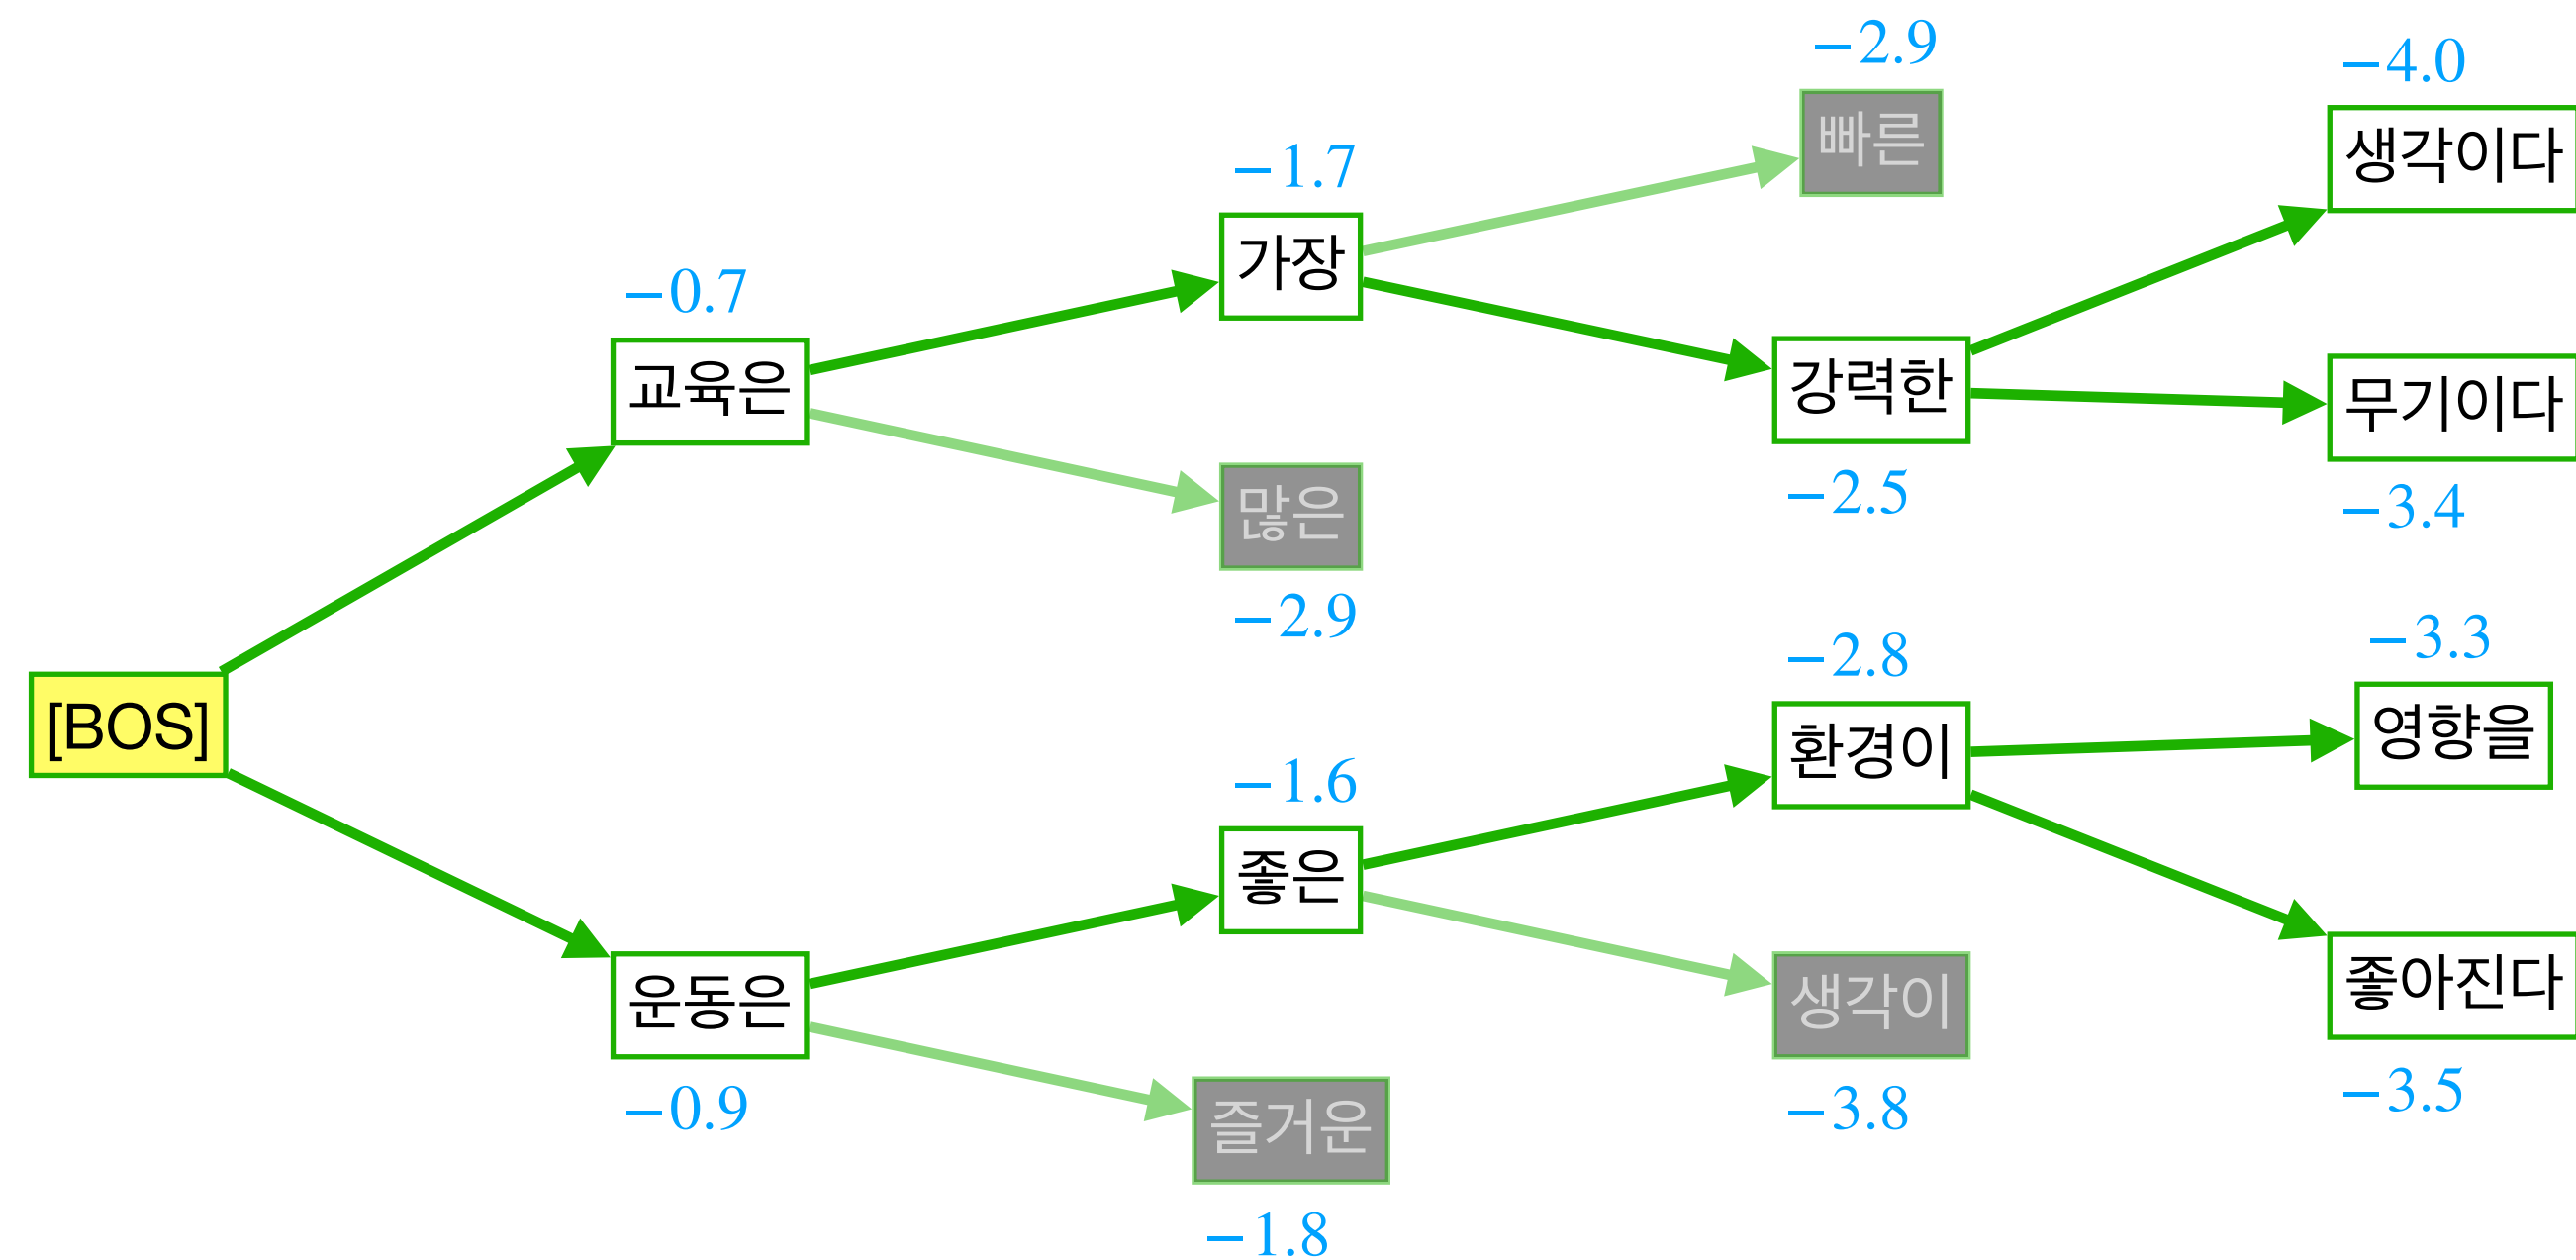 −2.9
빠른
−4.0
생각이다
−1.7
가장
−0.7
교육은
강력한
−2.5
무기이다
−3.4
많은
−2.9
[BOS]
−2.8
환경이
−3.3
영향을
−1.6
좋은
운동은
−0.9
생각이
−3.8
좋아진다
−3.5
즐거운
−1.8